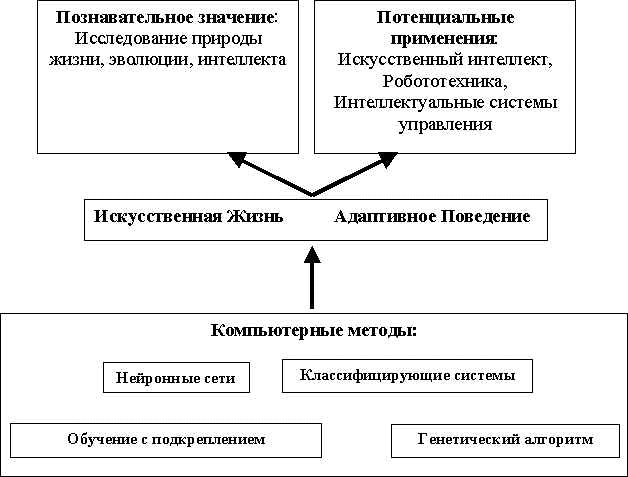 Познавательное значение:
Исследование природы
жизни, эволюции, интеллекта
Потенциальные
применения:
Искусственный интеллект,
Робототехника,
Интеллектуальные системы
управления
Искусственная Жизнь Адаптивное Поведение
Компьютерные методы:
Нейронные сети
Классифицирующие системы
Обучение с подкреплением
Генетический алгоритм